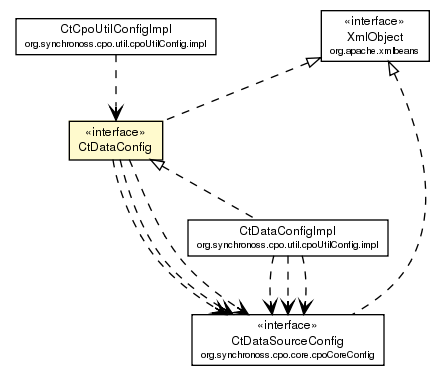 CtCpoUtilConfigImpl
org.synchronoss.cpo.util.cpoUtilConfig.impl
«interface»
XmlObject
org.apache.xmlbeans
«interface»
CtDataConfig
CtDataConfigImpl
org.synchronoss.cpo.util.cpoUtilConfig.impl
«interface»
CtDataSourceConfig
org.synchronoss.cpo.core.cpoCoreConfig